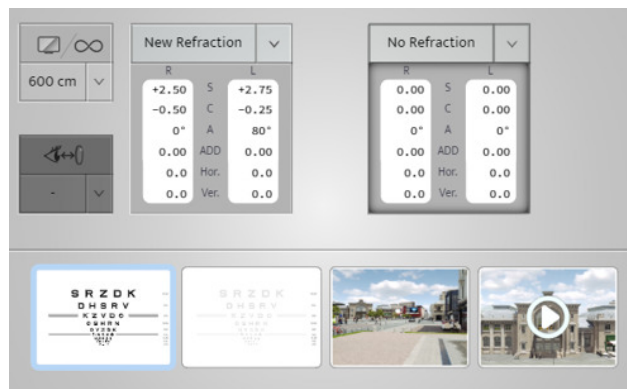 New Refraction
No Refraction
600 cm
R L
+2.50 S +2.75
-0.50 C -0.25
0° A 80°
0.00 ADD 0.00
0.0 Hor. 0.0
0.0 Ver. 0.0
-
R L
0.00 S 0.00
0.00 C 0.00
0° A 0°
0.00 ADD 0.00
0.0 Hor. 0.0
0.0 Ver. 0.0
S R Z D K
D H S R V
K Z V D C
S R Z D K
D H S R V